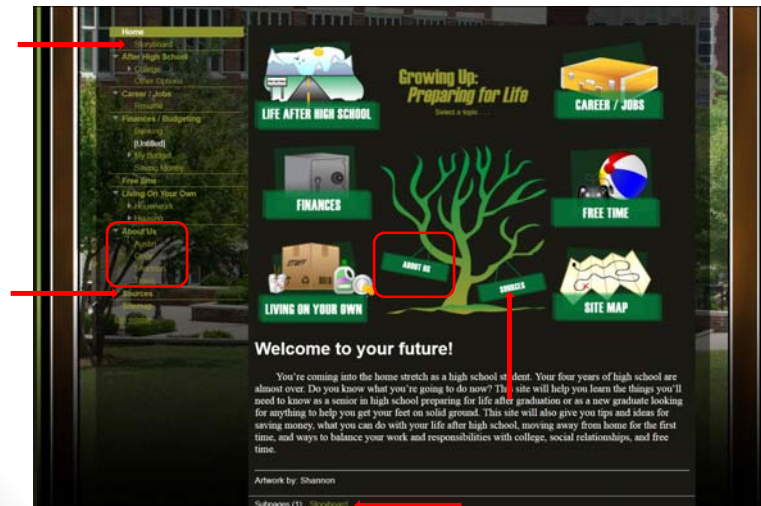 Home
Storyboard
After High School
College
Other Options
Career / Jobs
Resume
Finances / Budgeting
Banking
[Untitled]
My Budget
Saving Money
Free time
Living On Your Own
Housework
Housing
About Us
Austin
Shannon
Sources
Sitemap
Growing Up:
Preparing for Life
Select a topic . . .
LIFE AFTER HIGH SCHOOL
CAREER / JOBS
FINANCES
FREE TIME
STUFF
ABOUT US
SOURCES
LIVING ON YOUR OWN
SITE MAP
Welcome to your future!
You're coming into the home stretch as a high school student. Your four years of high school are
almost over. Do you know what you're going to do now? This site will help you learn the things you'll
need to know as a senior in high school preparing for life after graduation or as a new graduate looking
for anything to help you get your feet on solid ground. This site will also give you tips and ideas for
saving money, what you can do with your life after high school, moving away from home for the first
time, and ways to balance your work and responsibilities with college, social relationships, and free
time.
Artwork by: Shannon
Subpages (1): Storyboard